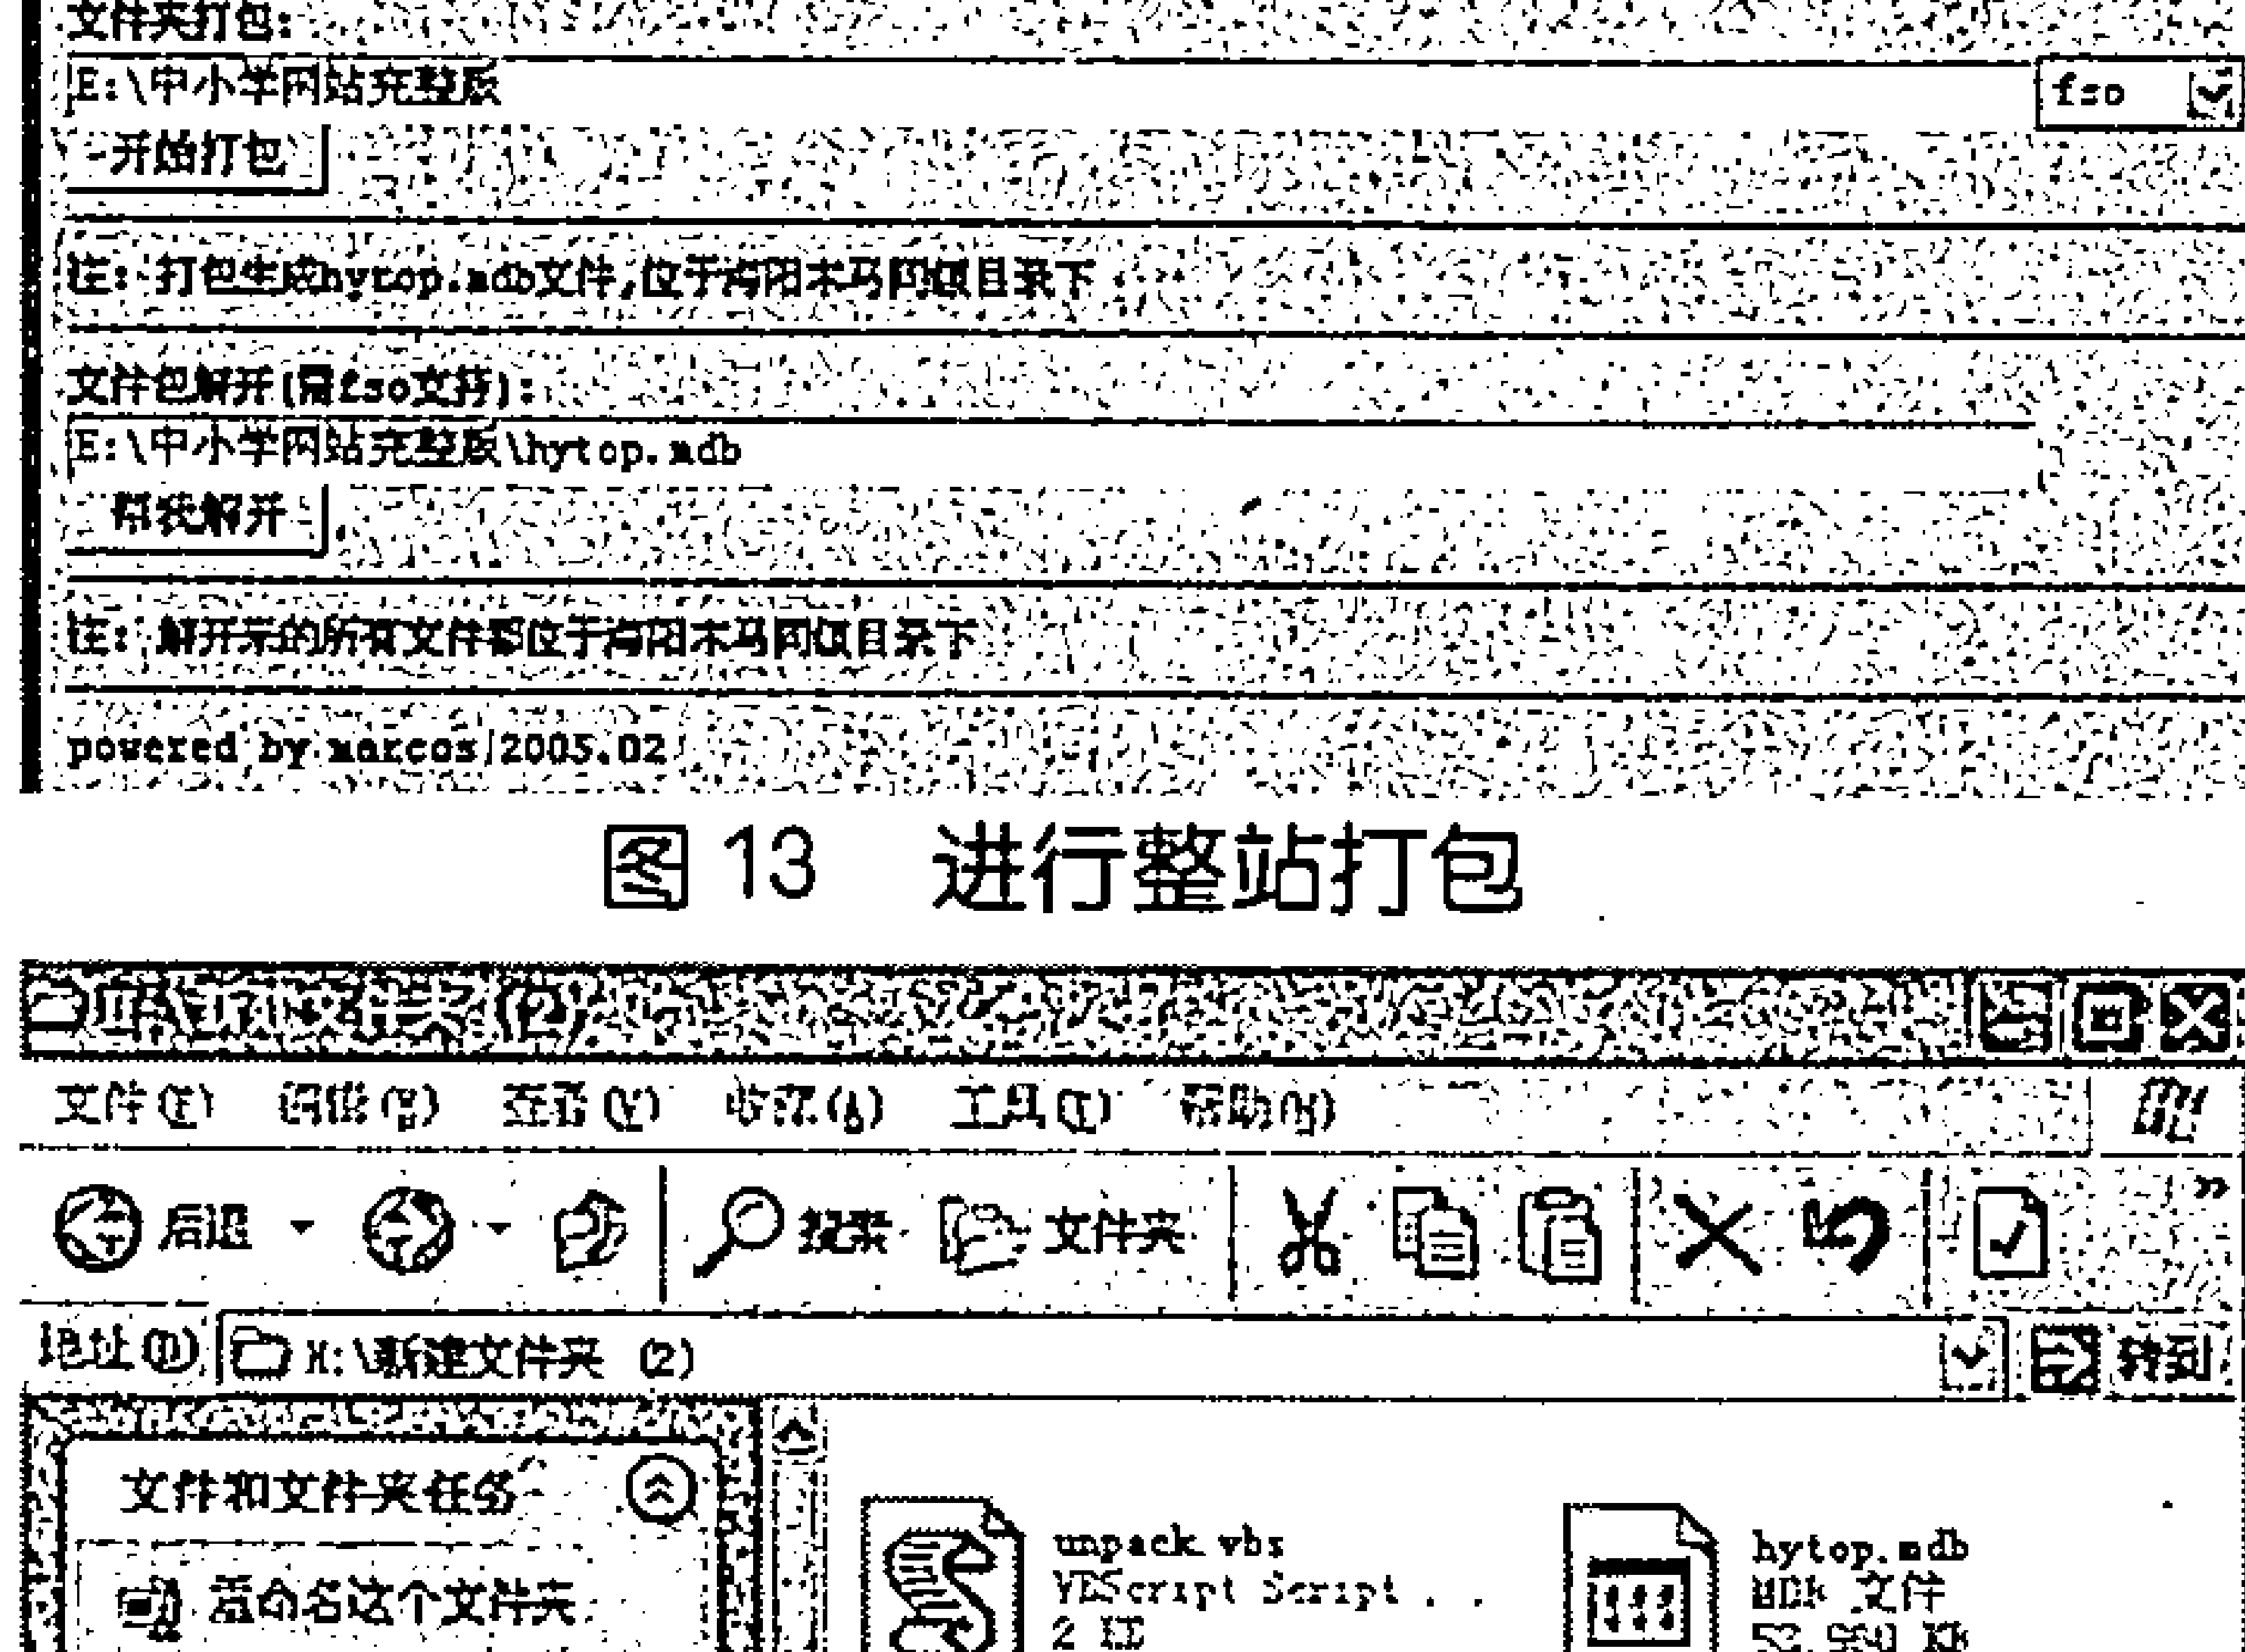 文件夹打包:
E:\中小学网站完整版
fso
开始打包
注: 打包生成hytop.mdb文件,位于海阳木马同级目录下
文件包解开(需fso支持):
E:\中小学网站完整版\hytop.mdb
帮我解开
注: 解开来的所有文件都位于海阳木马同级目录下
powered by marcos 2005.02
图 13 进行整站打包
H:\新建文件夹 (2)
文件(F) 编辑(E) 查看(V) 收藏(A) 工具(T) 帮助(H)
后退 搜索 文件夹
地址(D) H:\新建文件夹 (2) 转到
文件和文件夹任务
重命名这个文件夹
unpack.vbs
VBScript Script ..
2 KB
hytop.mdb
MDB 文件